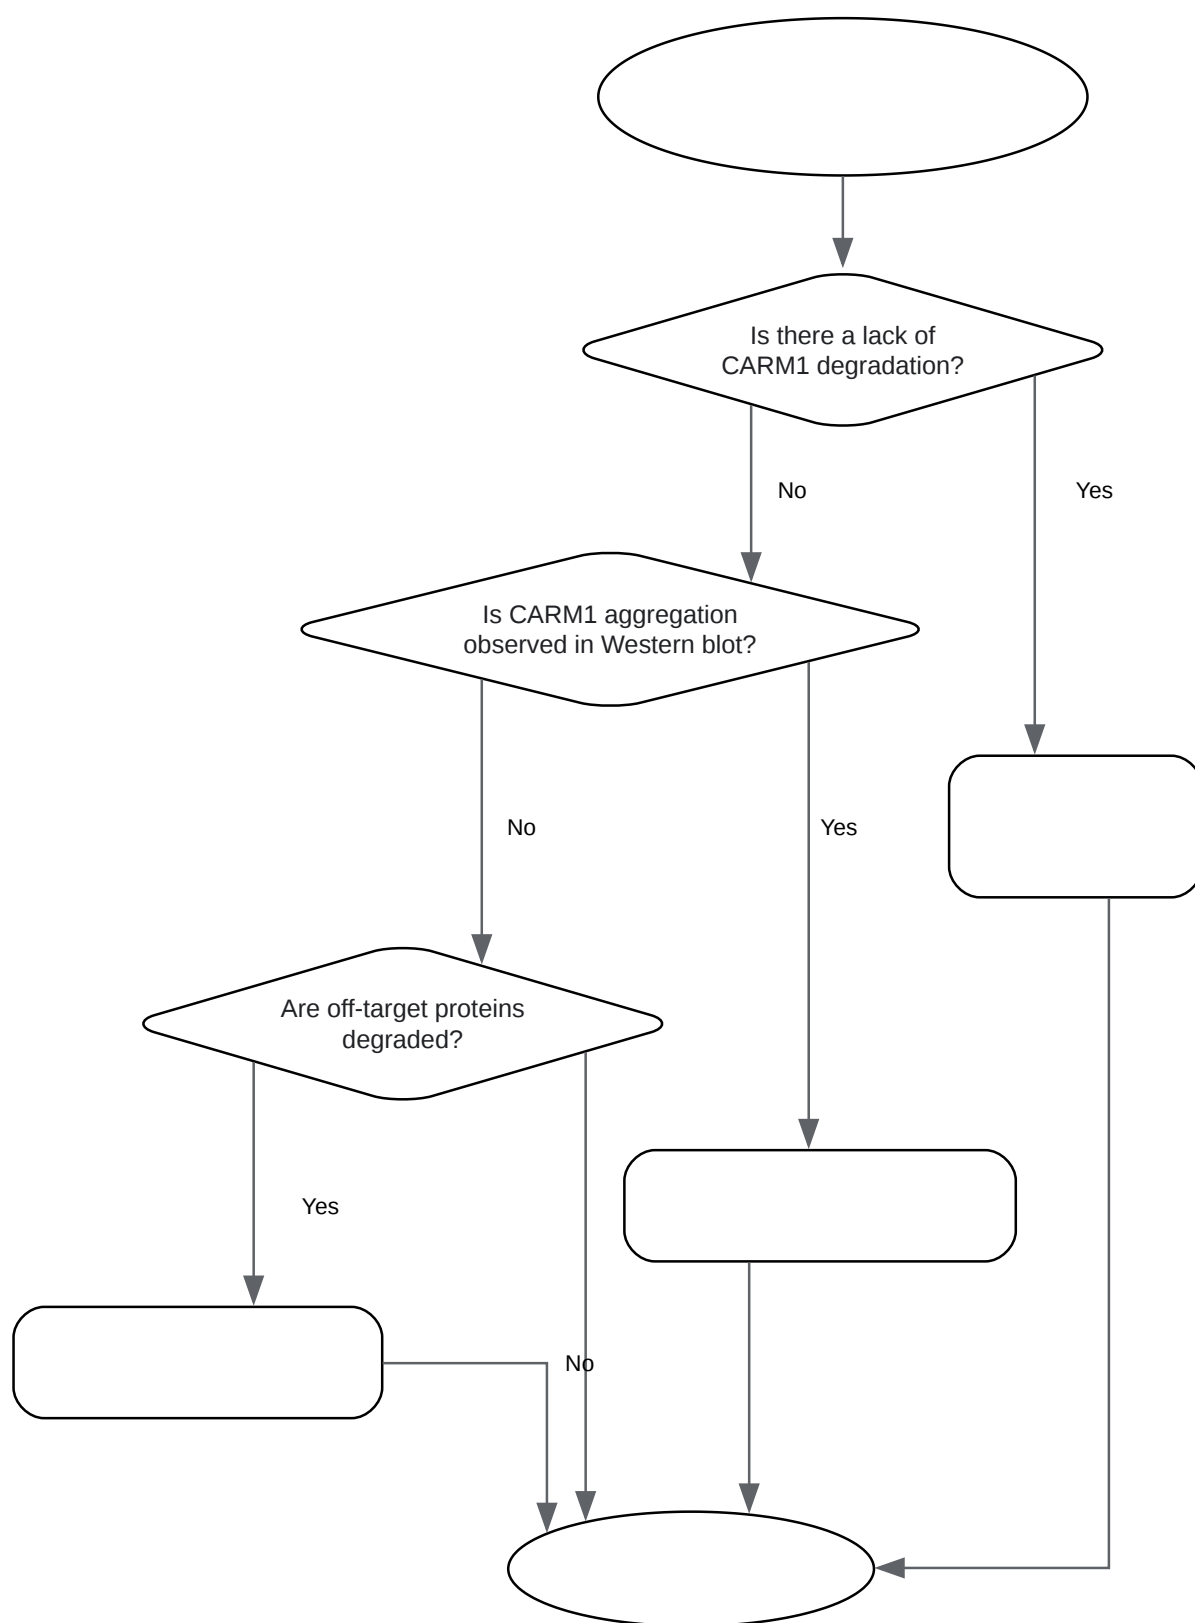 Is there a lack of
CARM1 degradation?
No
Yes
Is CARM1 aggregation
observed in Western blot?
No
Yes
Are off-target proteins
degraded?
Yes
No